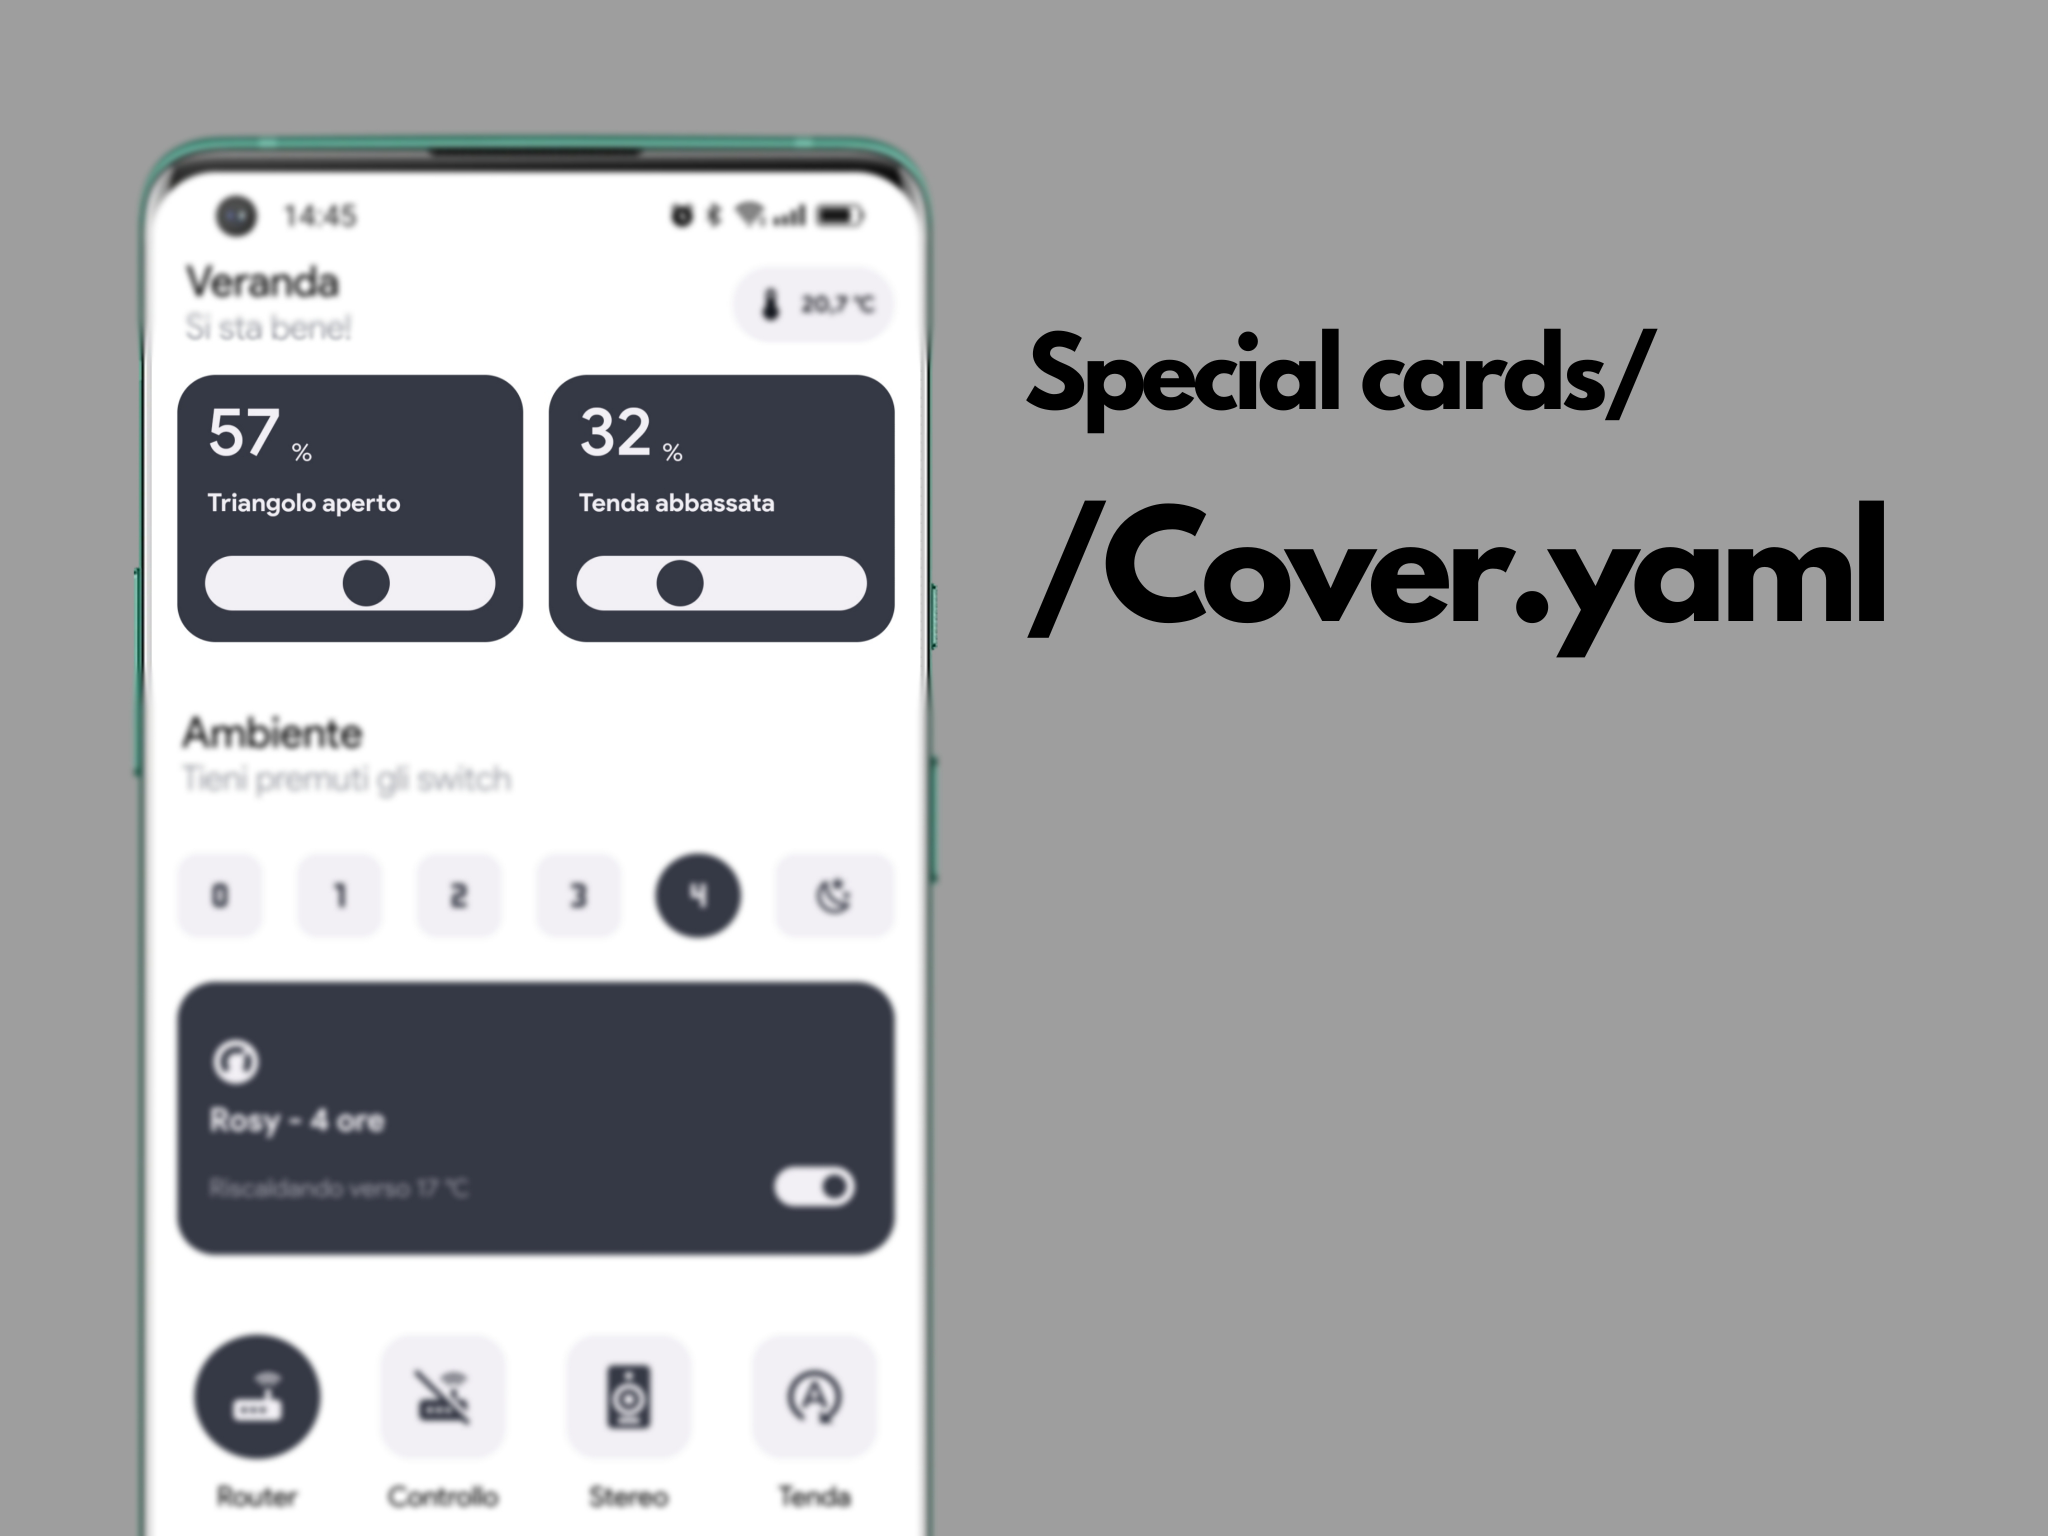 14:45
Veranda
Si sta bene!
20,7 °C
57 %
Triangolo aperto
32 %
Tenda abbassata
Special cards/
/Cover.yaml
Ambiente
Tieni premuti gli switch
0 1 2 3 4
Rosy - 4 ore
Riscaldando verso 17 °C
A
Router Controllo Stereo Tenda